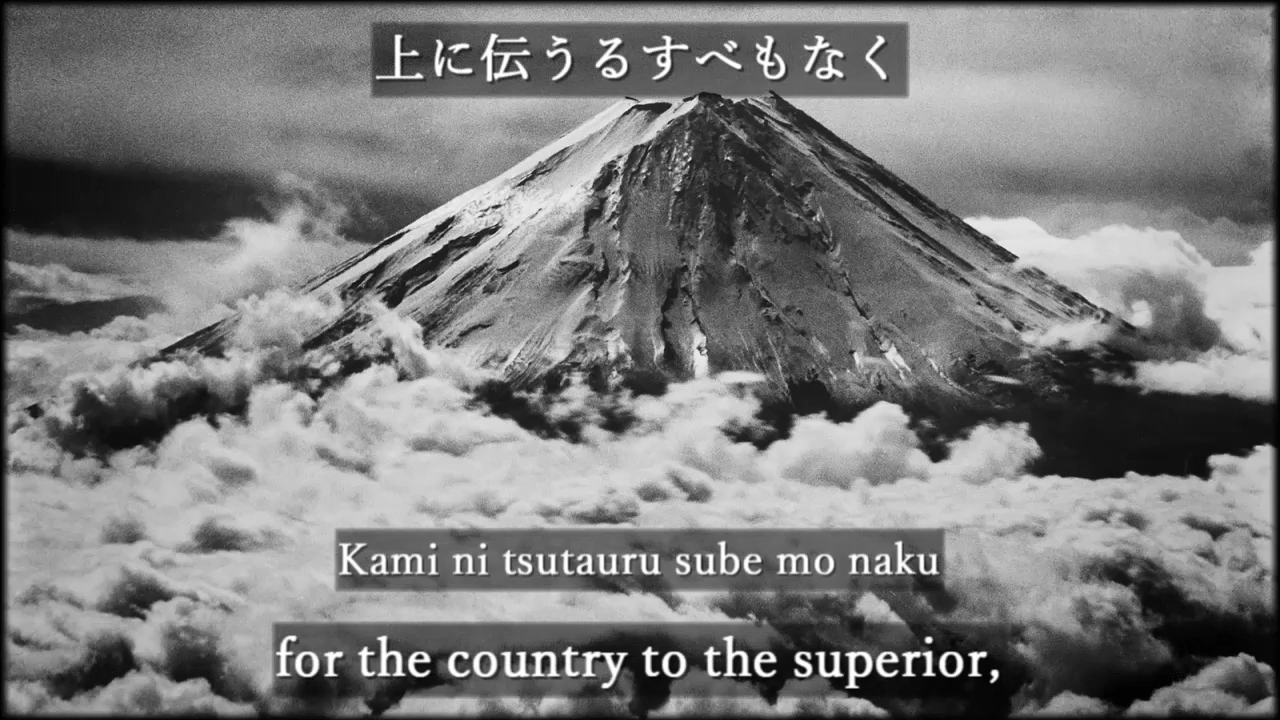 上に伝うるすべもなく
Kami ni tsutauru sube mo naku
for the country to the superior,